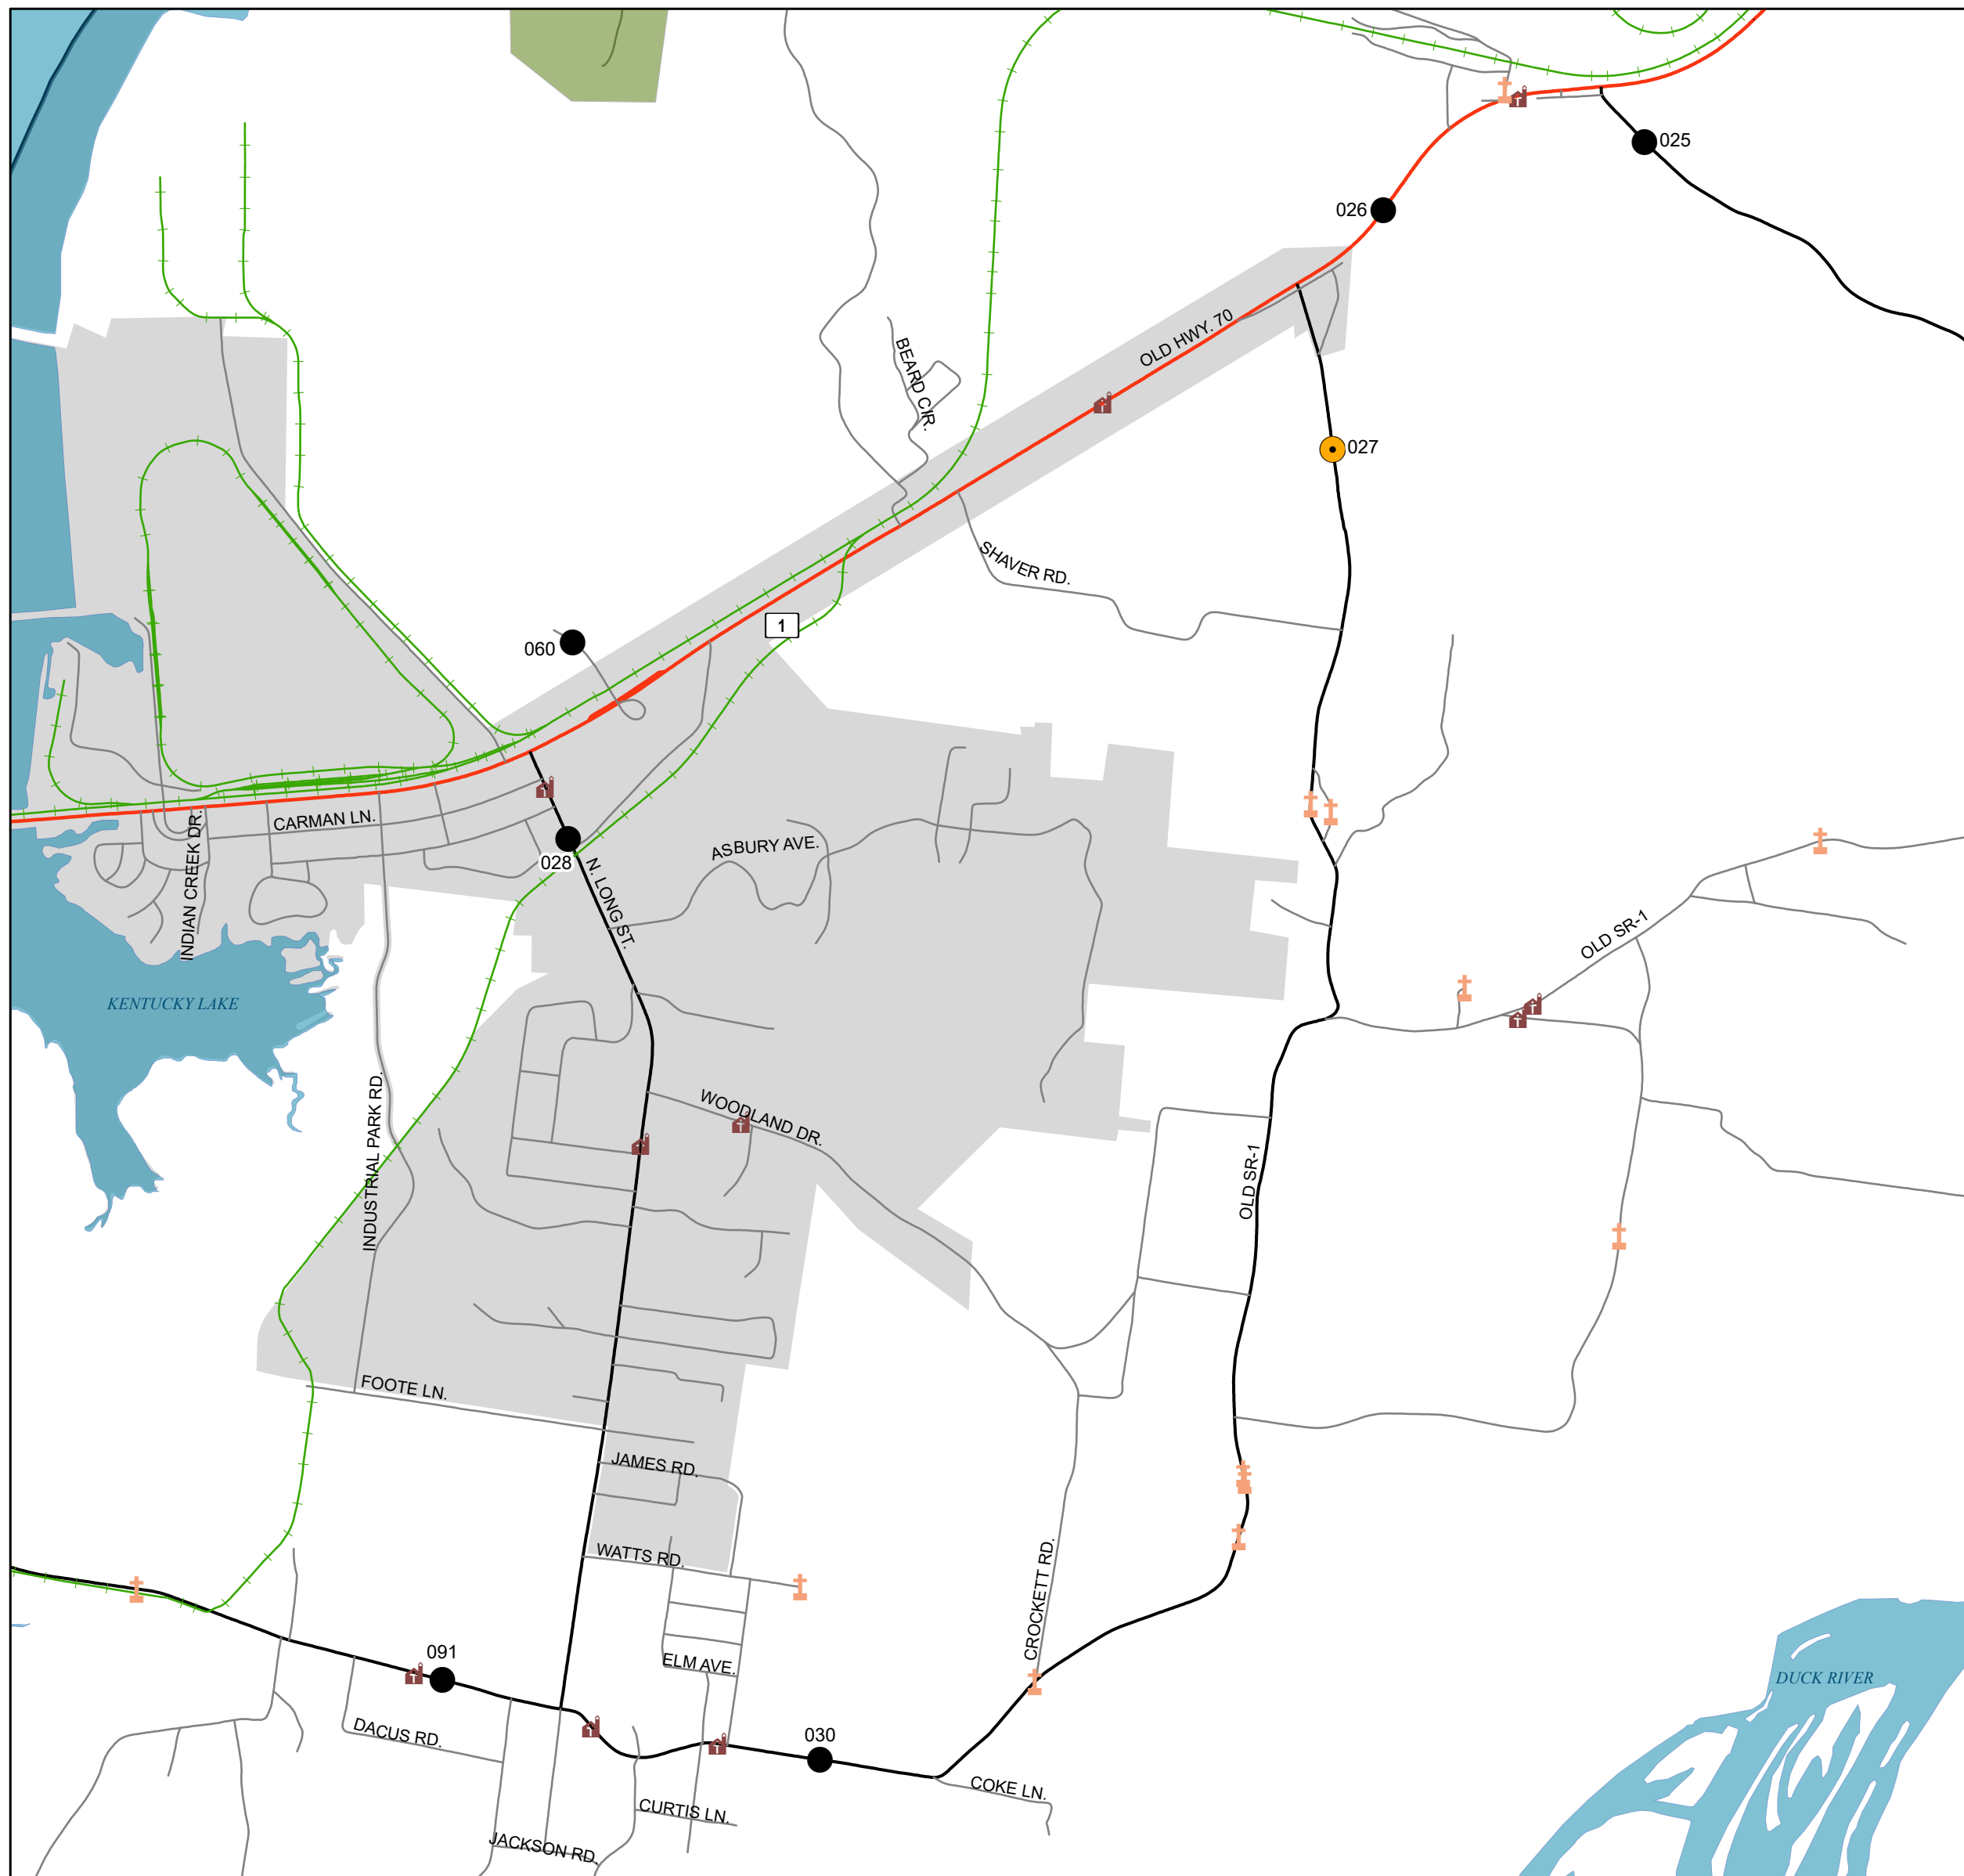 025
026
OLD HWY. 70
BEARD CIR.
027
SHAVER RD.
1
060
CARMAN LN.
INDIAN CREEK DR.
028
N. LONG ST.
ASBURY AVE.
OLD SR-1
KENTUCKY LAKE
INDUSTRIAL PARK RD.
WOODLAND DR.
OLD SR-1
FOOTE LN.
JAMES RD.
WATTS RD.
CROCKETT RD.
091
ELM AVE.
DUCK RIVER
DACUS RD.
030
COKE LN.
CURTIS LN.
JACKSON RD.